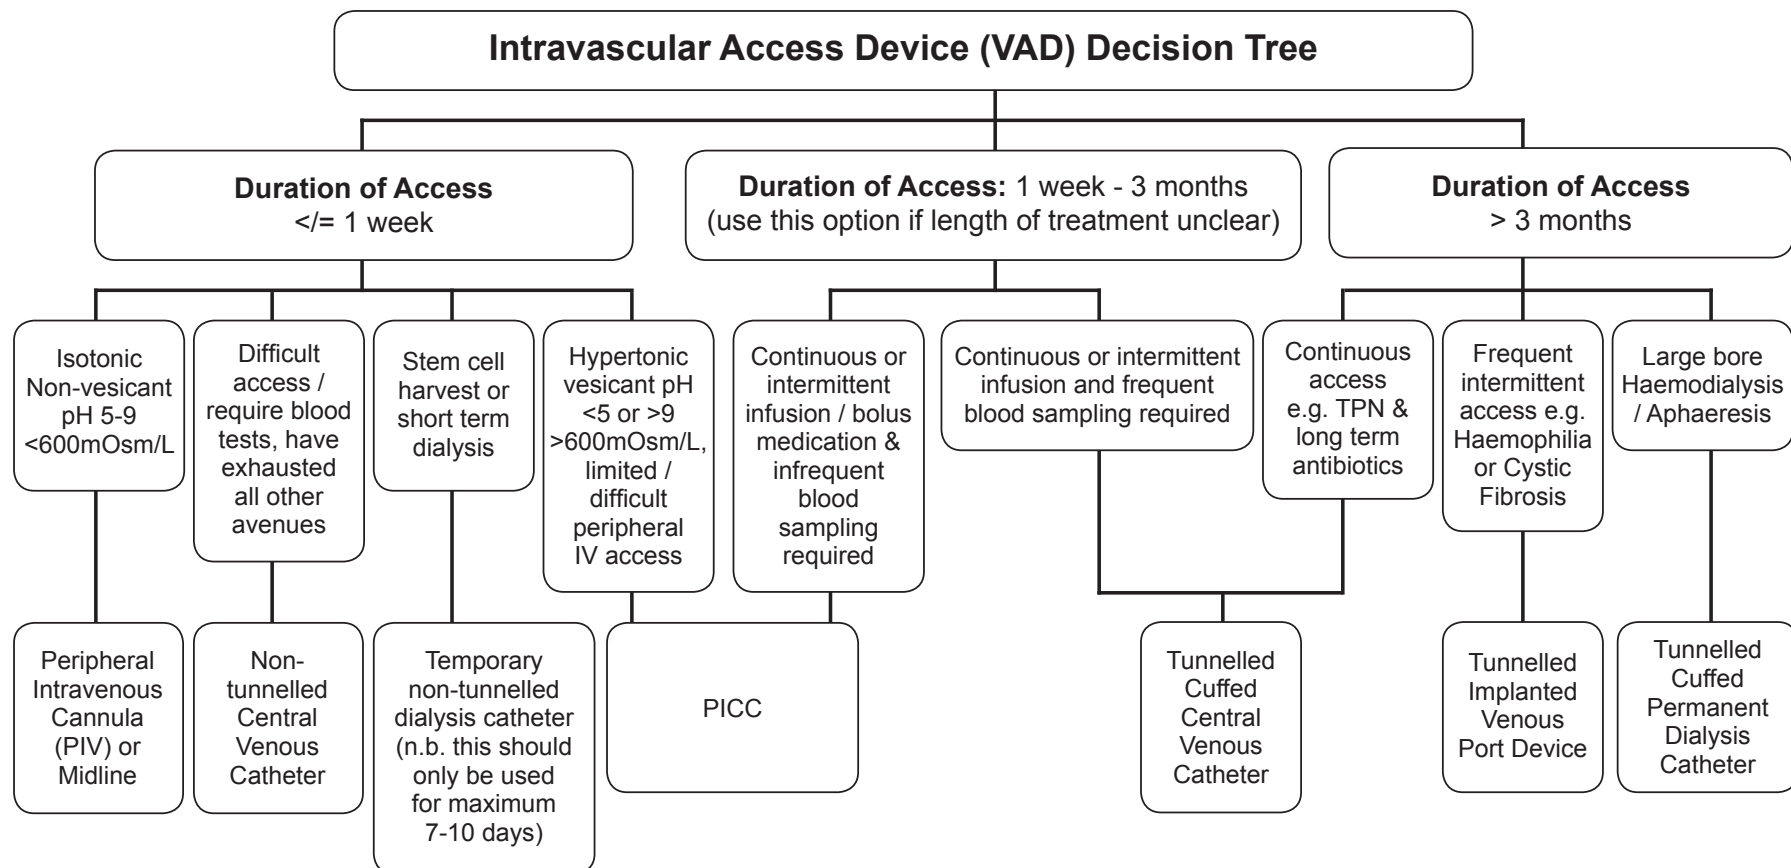 Intravascular Access Device (VAD) Decision Tree
Duration of Access
</= 1 week
Duration of Access: 1 week - 3 months
(use this option if length of treatment unclear)
Duration of Access
> 3 months
Isotonic
Non-vesicant
pH 5-9
<600mOsm/L
Difficult
access /
require blood
tests, have
exhausted
all other
avenues
Stem cell
harvest or
short term
dialysis
Hypertonic
vesicant pH
<5 or >9
>600mOsm/L,
limited /
difficult
peripheral
IV access
Continuous or
intermittent
infusion / bolus
medication &
infrequent
blood
sampling
required
Continuous or intermittent
infusion and frequent
blood sampling required
Continuous
access
e.g. TPN &
long term
antibiotics
Frequent
intermittent
access e.g.
Haemophilia
or Cystic
Fibrosis
Large bore
Haemodialysis
/ Aphaeresis
Peripheral
Intravenous
Cannula
(PIV) or
Midline
Non-
tunnelled
Central
Venous
Catheter
Temporary
non-tunnelled
dialysis catheter
(n.b. this should
only be used
for maximum
7-10 days)
PICC
Tunnelled
Cuffed
Central
Venous
Catheter
Tunnelled
Implanted
Venous
Port Device
Tunnelled
Cuffed
Permanent
Dialysis
Catheter